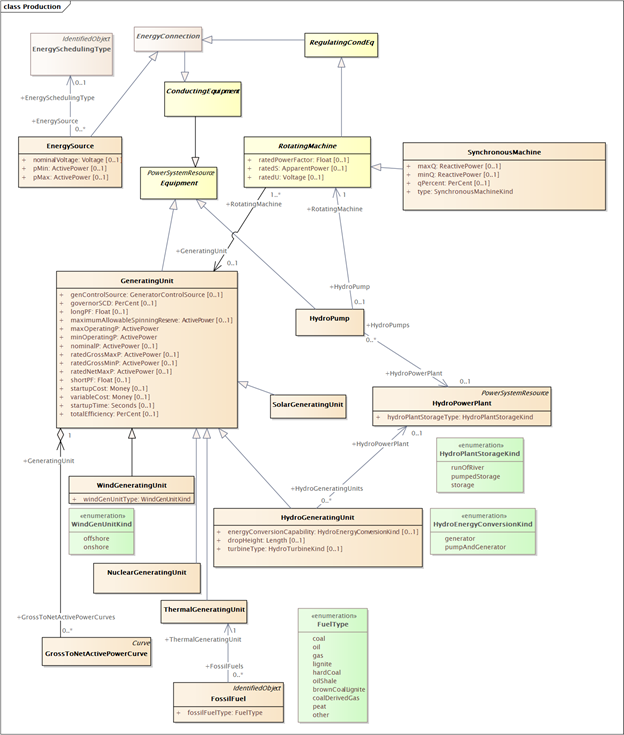 class Production
IdentifiedObject
EnergySchedulingType
EnergyConnection
RegulatingCondEq
0..1
+EnergySchedulingType
+EnergySource
0..*
ConductingEquipment
EnergySource
+ nominalVoltage: Voltage [0..1]
+ pMin: ActivePower [0..1]
+ pMax: ActivePower [0..1]
RotatingMachine
+ ratedPowerFactor: Float [0..1]
+ ratedS: ApparentPower [0..1]
+ ratedU: Voltage [0..1]
SynchronousMachine
+ maxQ: ReactivePower [0..1]
+ minQ: ReactivePower [0..1]
+ qPercent: PerCent [0..1]
+ type: SynchronousMachineKind
PowerSystemResource
Equipment
1..*
+RotatingMachine
+RotatingMachine
+GeneratingUnit
0..1
GeneratingUnit
+ genControlSource: GeneratorControlSource [0..1]
+ governorSCD: PerCent [0..1]
+ longPF: Float [0..1]
+ maximumAllowableSpinningReserve: ActivePower [0..1]
+ maxOperatingP: ActivePower
+ minOperatingP: ActivePower
+ nominalP: ActivePower [0..1]
+ ratedGrossMaxP: ActivePower [0..1]
+ ratedGrossMinP: ActivePower [0..1]
+ ratedNetMaxP: ActivePower [0..1]
+ shortPF: Float [0..1]
+ startupCost: Money [0..1]
+ variableCost: Money [0..1]
+ startupTime: Seconds [0..1]
+ totalEfficiency: PerCent [0..1]
+HydroPump
0..1
HydroPump
+HydroPumps
0..*
+HydroPowerPlant
0..1
SolarGeneratingUnit
PowerSystemResource
HydroPowerPlant
+ hydroPlantStorageType: HydroPlantStorageKind
0..1
+HydroPowerPlant
«enumeration»
HydroPlantStorageKind
runOfRiver
pumpedStorage
storage
1
+GeneratingUnit
WindGeneratingUnit
+ windGenUnitType: WindGenUnitKind
+HydroGeneratingUnits
0..*
«enumeration»
WindGenUnitKind
offshore
onshore
HydroGeneratingUnit
+ energyConversionCapability: HydroEnergyConversionKind [0..1]
+ dropHeight: Length [0..1]
+ turbineType: HydroTurbineKind [0..1]
«enumeration»
HydroEnergyConversionKind
generator
pumpAndGenerator
NuclearGeneratingUnit
ThermalGeneratingUnit
+GrossToNetActivePowerCurves
0..*
1
+ThermalGeneratingUnit
Curve
GrossToNetActivePowerCurve
+FossilFuels
0..*
IdentifiedObject
FossilFuel
+ fossilFuelType: FuelType
«enumeration»
FuelType
coal
oil
gas
lignite
hardCoal
oilShale
brownCoalLignite
coalDerivedGas
peat
other